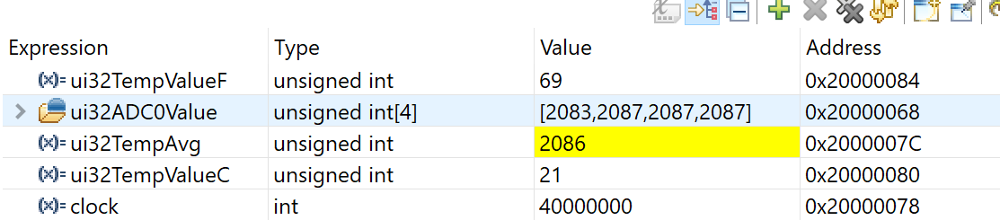 Expression Type Value Address
(x)= ui32TempValueF unsigned int 69 0x20000084
ui32ADC0Value unsigned int[4] [2083,2087,2087,2087] 0x20000068
(x)= ui32TempAvg unsigned int 2086 0x2000007C
(x)= ui32TempValueC unsigned int 21 0x20000080
(x)= clock int 40000000 0x20000078